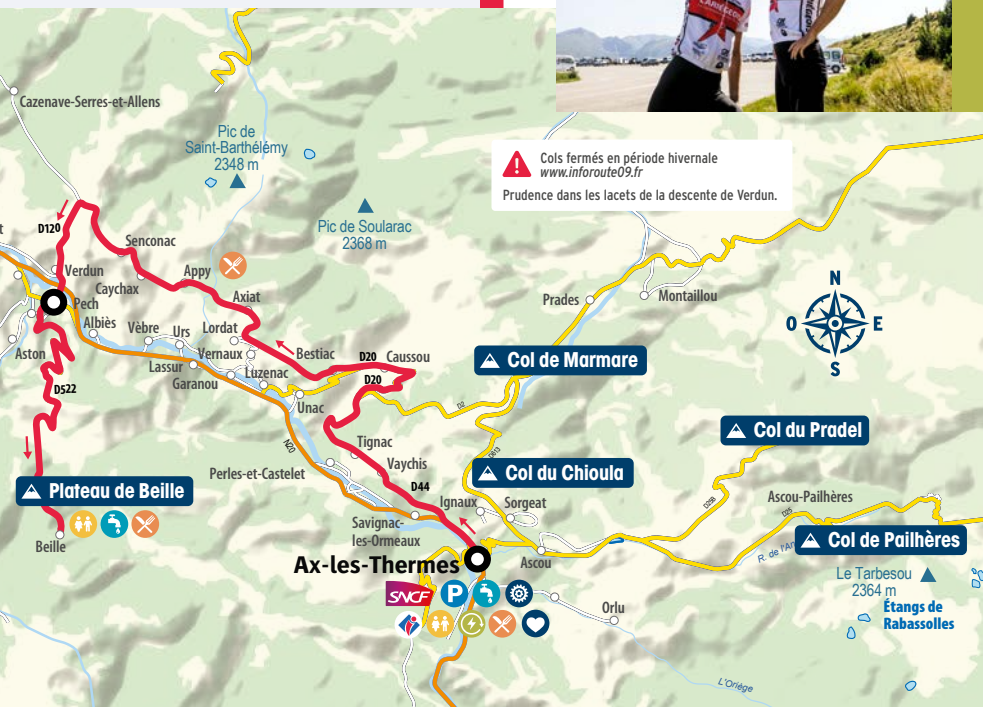 Cazenave-Serres-et-Allens
Pic de
Saint-Barthélémy
2348 m
Cols fermés en période hivernale
www.inforoute09.fr
Prudence dans les lacets de la descente de Verdun.
Pic de Soularac
2368 m
D120
Senconac
Verdun
Caychax
Appy
Pech
Axiat
Albiès
Vèbre
Urs
Lordat
Prades
Montaillou
N
O
E
S
Aston
Lassur
Vernaux
Bestiac
D20
Caussou
D20
Garanou
Luzenac
Col de Marmare
D522
Unac
D2
N20
Tignac
D613
Col du Pradel
Perles-et-Castelet
Vaychis
Col du Chioula
D44
Plateau de Beille
Ignaux
Sorgeat
D25B
Ascou-Pailhères
D25
Savignac-
les-Ormeaux
Beille
Ax-les-Thermes
Ascou
Col de Pailhères
SNCF
P
Le Tarbesou
2364 m
Étangs de
Rabassolles
Orlu
L'Oriège